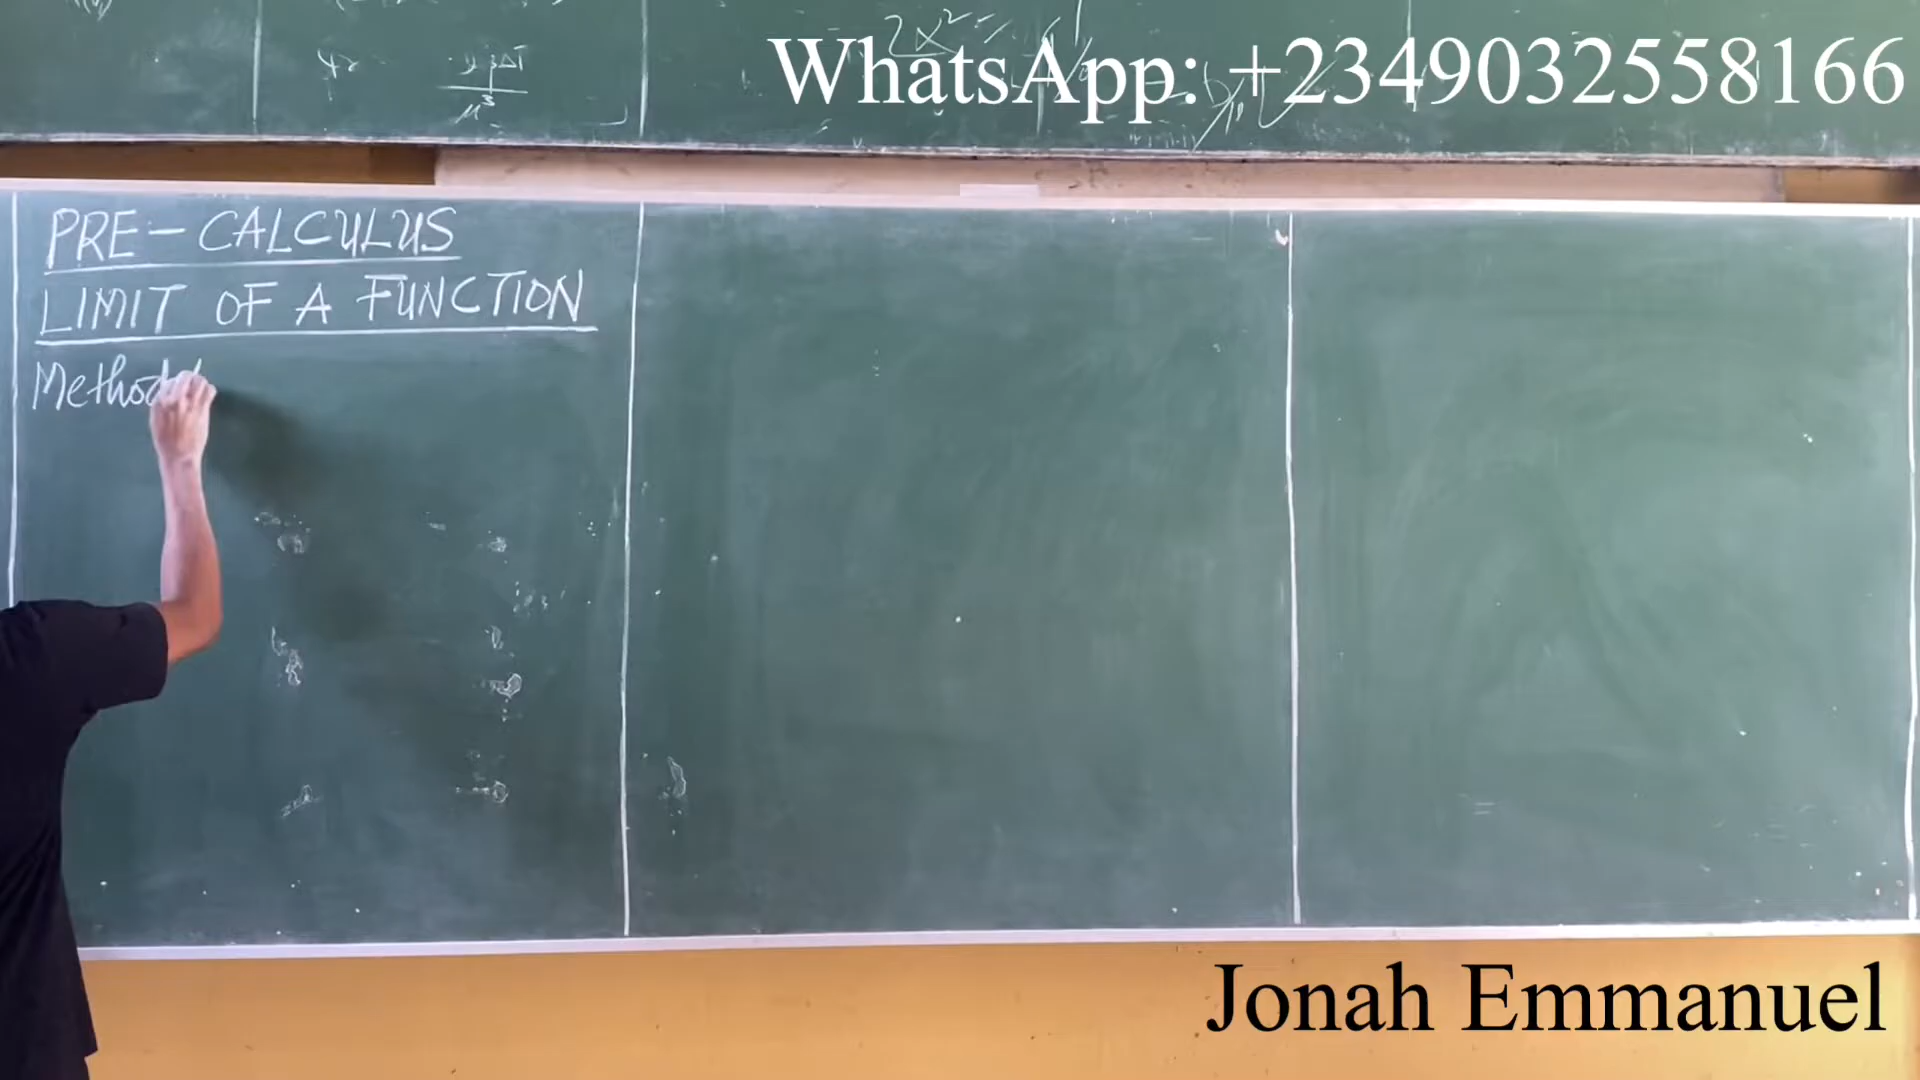 WhatsApp: +2349032558166
PRE-CALCULUS
LIMIT OF A FUNCTION
Method
Jonah Emmanuel